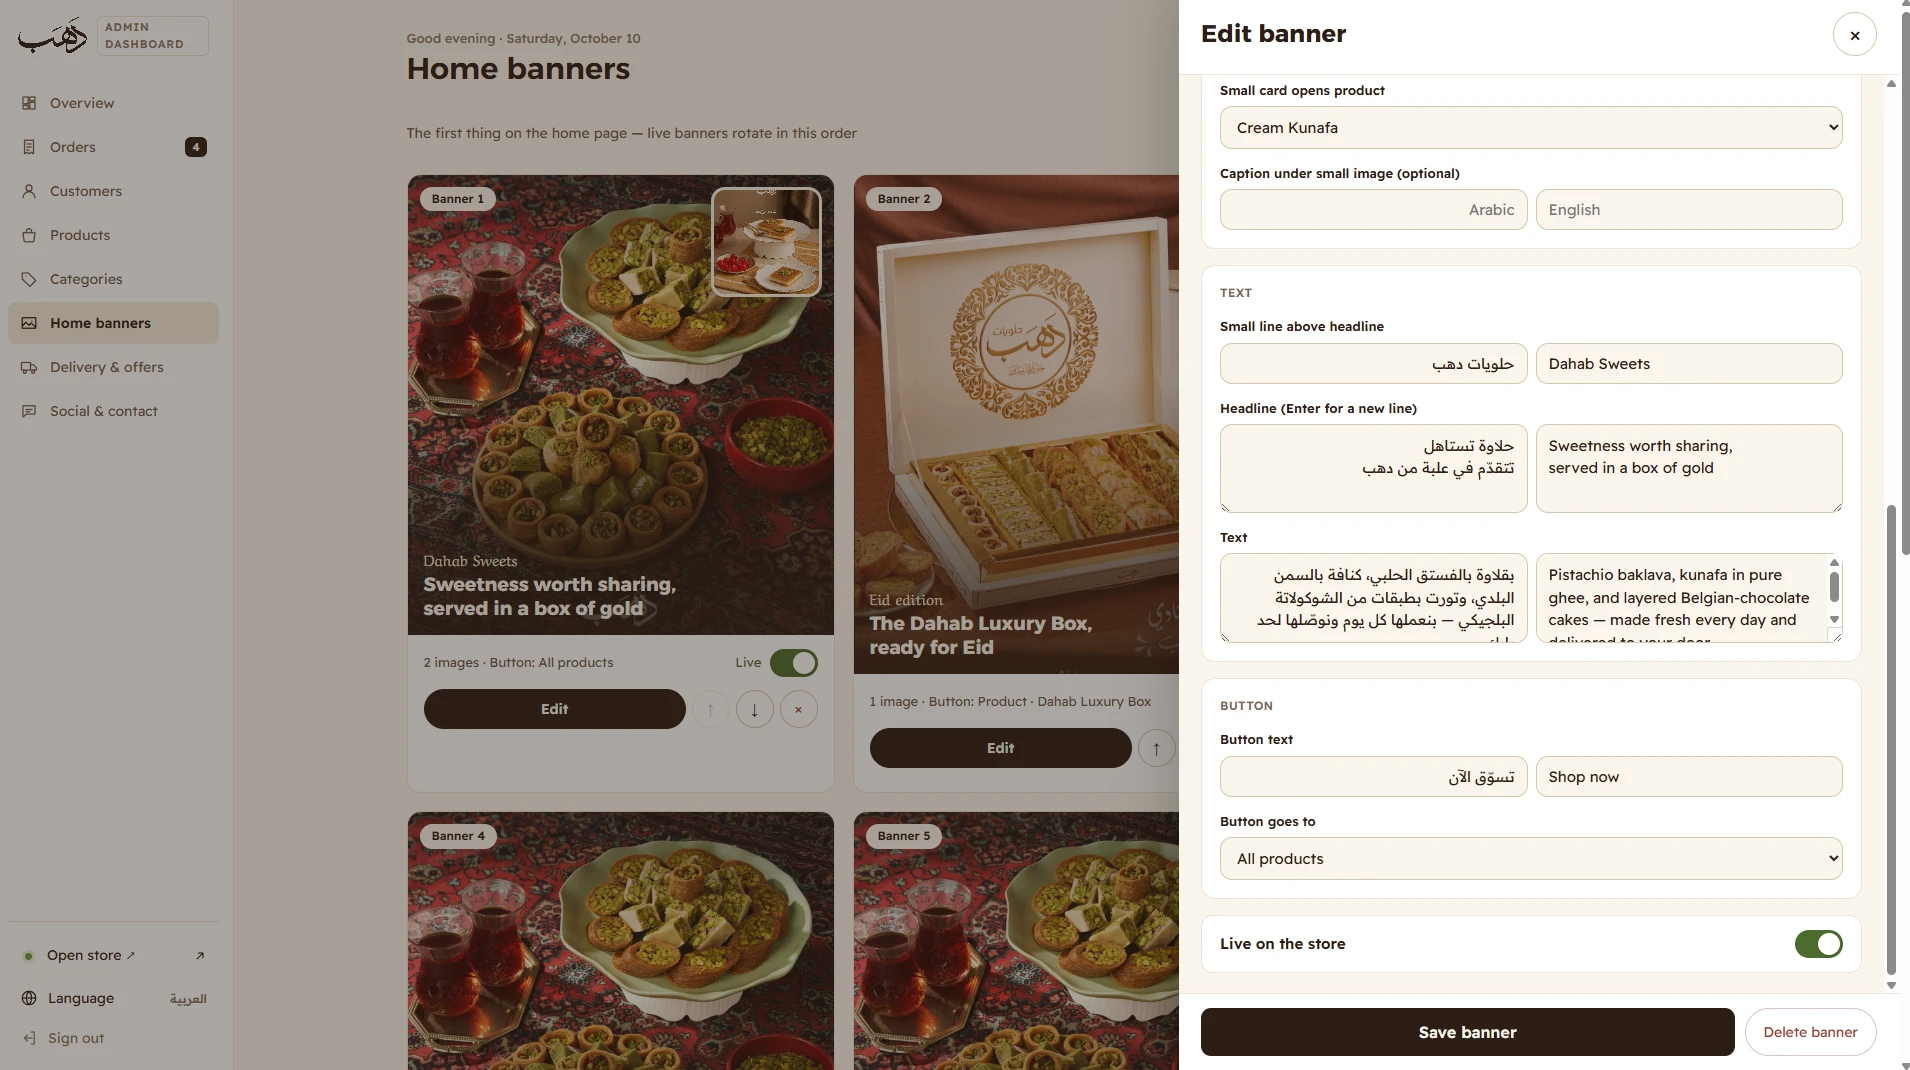 دهب
ADMIN
DASHBOARD
Overview
Orders
4
Customers
Products
Categories
Home banners
Delivery & offers
Social & contact
Open store ↗
↗
Language
العربية
Sign out
Good evening · Saturday, October 10
Home banners
The first thing on the home page — live banners rotate in this order
Banner 1
Dahab Sweets
Sweetness worth sharing,
served in a box of gold
2 images · Button: All products
Live
Edit
↑
↓
×
Banner 2
حلويات
دهب
Eid edition
The Dahab Luxury Box,
ready for Eid
1 image · Button: Product · Dahab Luxury Box
Edit
↑
Banner 4
Banner 5
Edit banner
×
Small card opens product
Cream Kunafa
Caption under small image (optional)
Arabic
English
TEXT
Small line above headline
حلويات دهب
Dahab Sweets
Headline (Enter for a new line)
حلاوة تستاهل
تتقدّم في علبة من دهب
Sweetness worth sharing,
served in a box of gold
Text
بقلاوة بالفستق الحلبي، كنافة بالسمن
البلدي، وتورت بطبقات من الشوكولاتة
البلجيكي — بنعملها كل يوم ونوصّلها لحد
Pistachio baklava, kunafa in pure
ghee, and layered Belgian-chocolate
cakes — made fresh every day and
delivered to your door
BUTTON
Button text
تسوّق الآن
Shop now
Button goes to
All products
Live on the store
Save banner
Delete banner